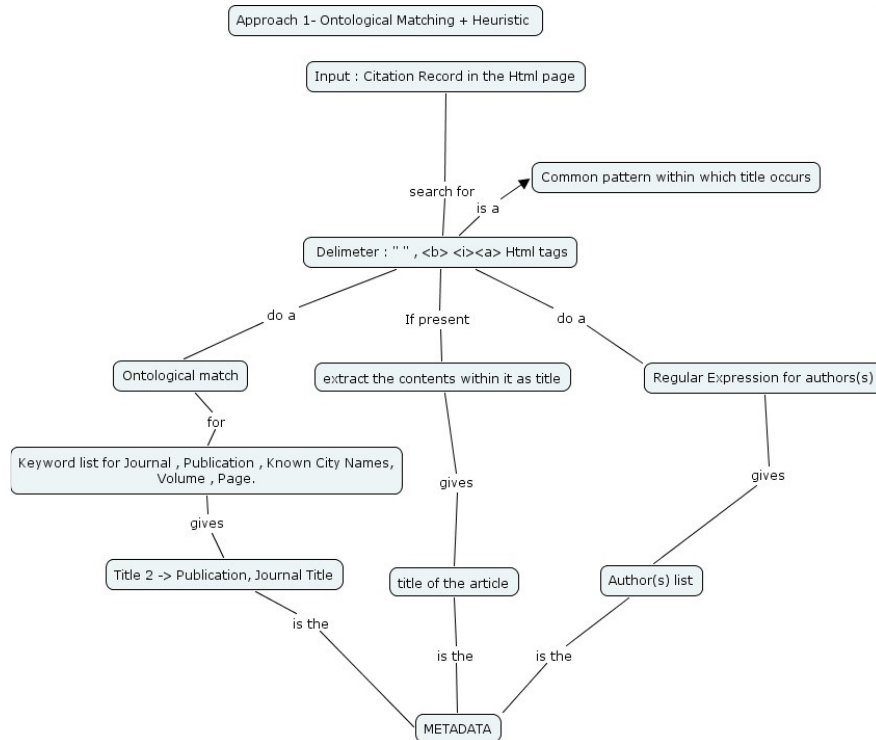 Approach 1- Ontological Matching + Heuristic
Input : Citation Record in the Html page
search for
is a
Common pattern within which title occurs
Delimeter : " " , <b> <i><a> Html tags
do a
If present
do a
Ontological match
extract the contents within it as title
Regular Expression for authors(s)
for
Keyword list for Journal , Publication , Known City Names,
Volume , Page.
gives
gives
gives
Title 2 -> Publication, Journal Title
title of the article
Author(s) list
is the
is the
is the
METADATA